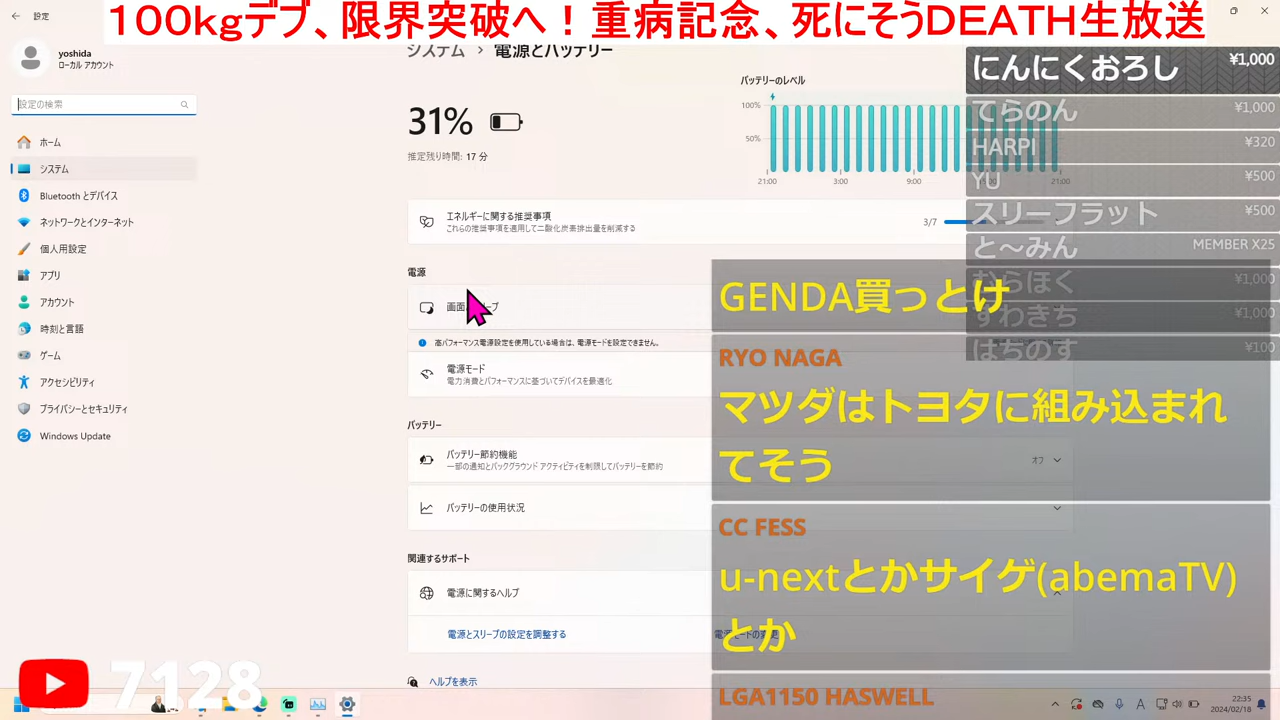 設定
100kgデブ、限界突破へ！重病記念、死にそうDEATH生放送
yoshida
ローカル アカウント
設定の検索
ホーム
システム
Bluetooth とデバイス
ネットワークとインターネット
個人用設定
アプリ
アカウント
時刻と言語
ゲーム
アクセシビリティ
プライバシーとセキュリティ
Windows Update
システム › 電源とバッテリー
31%
推定残り時間: 17 分
バッテリーのレベル
100%
50%
21:00
3:00
9:00
15:00
21:00
エネルギーに関する推奨事項
これらの推奨事項を適用して二酸化炭素排出量を削減する
3/7
電源
高パフォーマンス電源設定を使用している場合は、電源モードを設定できません。
電源モード
電力消費とパフォーマンスに基づいてデバイスを最適化
バッテリー
バッテリー節約機能
一部の通知とバックグラウンド アクティビティを制限してバッテリーを節約
オフ
バッテリーの使用状況
関連するサポート
電源に関するヘルプ
電源とスリープの設定を調整する
電源モードの変更
ヘルプを表示
にんにくおろし ¥1,000
てらのん ¥1,000
HARPI ¥320
YU ¥500
スリーフラット ¥500
と～みん MEMBER X25
むらほく ¥1,000
すわきち ¥1,000
はちのす ¥100
GENDA買っとけ
RYO NAGA
マツダはトヨタに組み込まれ
てそう
CC FESS
u-nextとかサイゲ(abemaTV)
とか
LGA1150 HASWELL
7128
A
22:35
2024/02/18